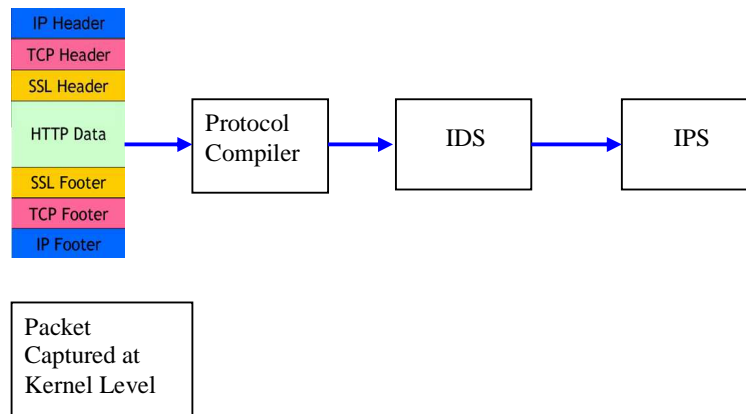 IP Header
TCP Header
SSL Header
HTTP Data
SSL Footer
TCP Footer
IP Footer
Protocol
Compiler
IDS
IPS
Packet
Captured at
Kernel Level